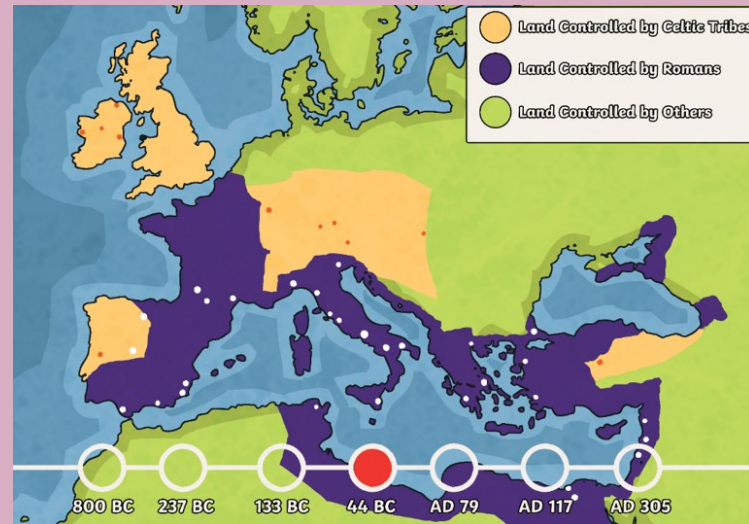 Land Controlled by Celtic Tribes
Land Controlled by Romans
Land Controlled by Others
800 BC 237 BC 133 BC 44 BC AD 79 AD 117 AD 305